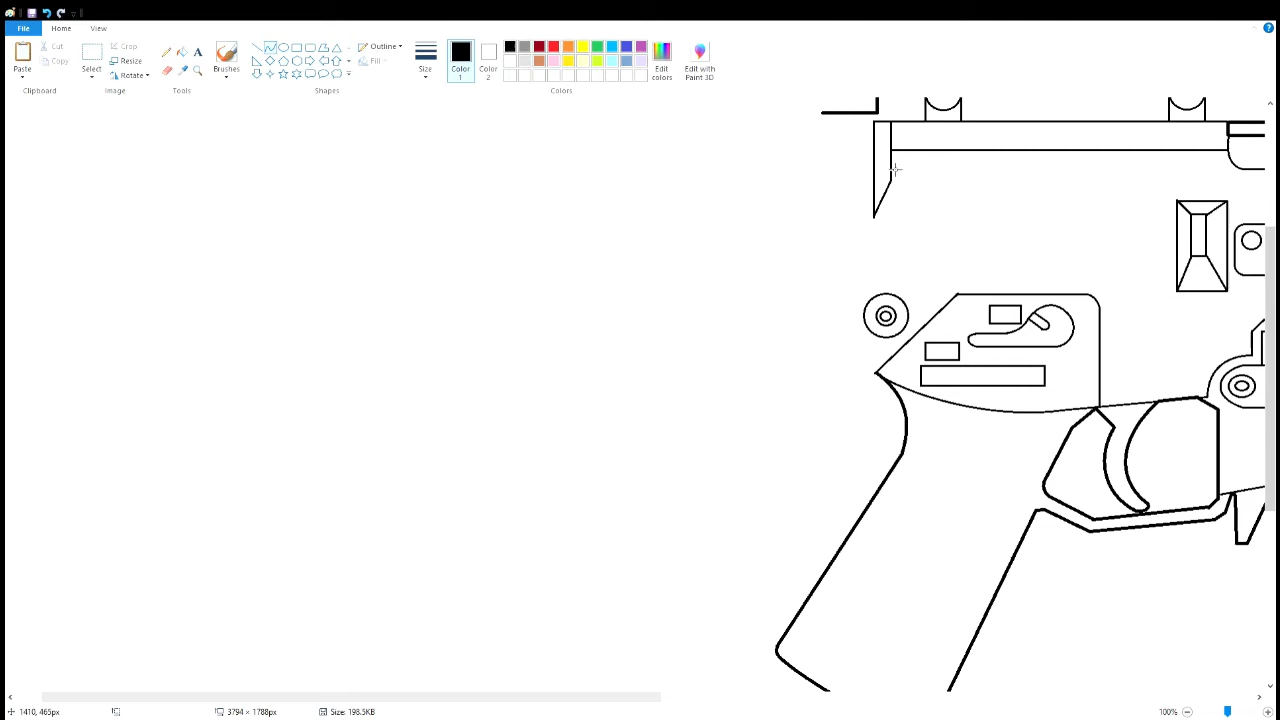 File Home View
Paste Cut Copy Select Crop Resize Rotate Brushes Outline Fill Size Color 1 Color 2 Edit colors Edit with Paint 3D
Clipboard Image Tools Shapes Colors
1410, 465px 3794 × 1788px Size: 198.5KB 100%